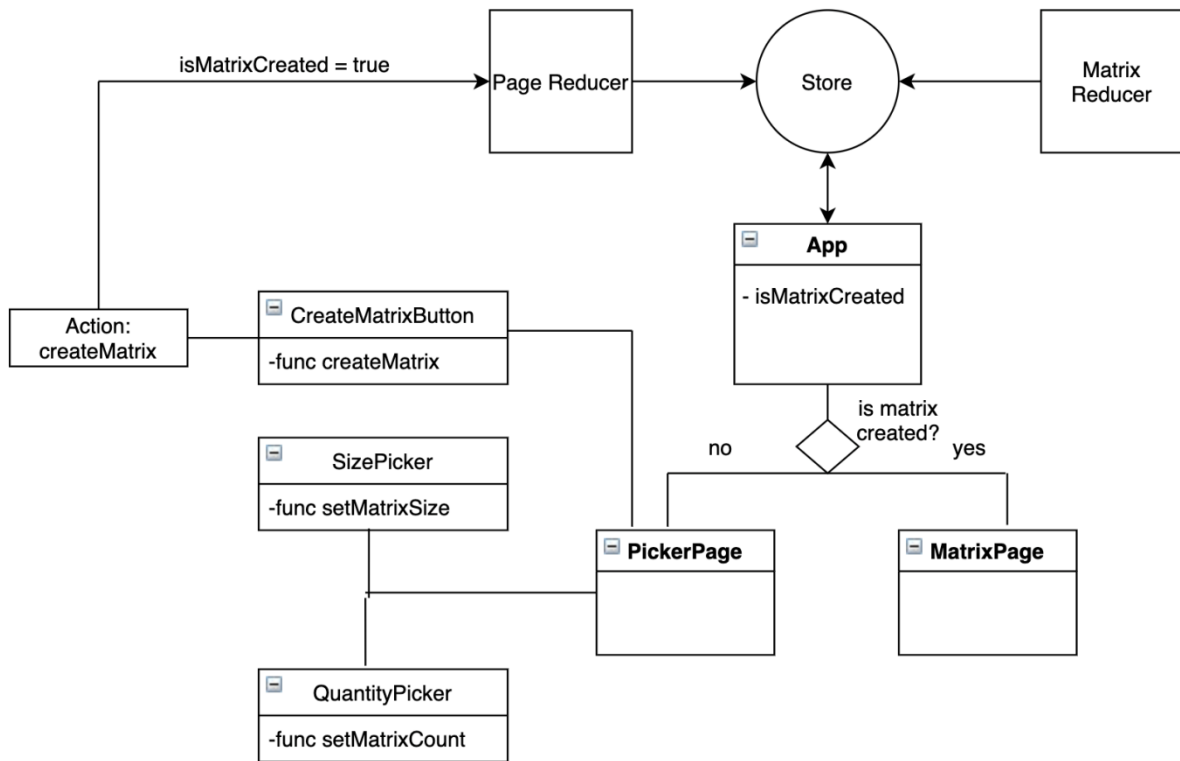 isMatrixCreated = true
Page Reducer
Store
Matrix
Reducer
App
- isMatrixCreated
Action:
createMatrix
CreateMatrixButton
-func createMatrix
is matrix
created?
no
yes
SizePicker
-func setMatrixSize
PickerPage
MatrixPage
QuantityPicker
-func setMatrixCount